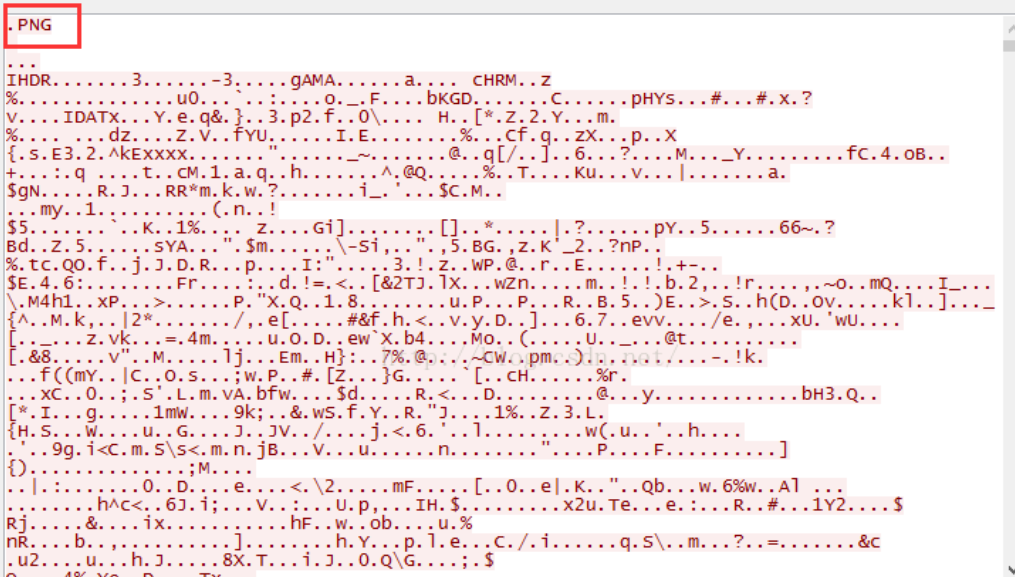 .PNG
...
IHDR.......3......-3.....gAMA......a.... cHRM..z
%..............u0...`..:....o._.F....bKGD.......C......pHYs...#...#.x.?
v....IDATx...Y.e.q&.}..3.p2.f..0\.... H..[*.Z.2.Y...m.
%.... ...dz....Z.V..fYU......I.E........%...Cf.q..zX...p..X
{.s.E3.2.^kExxxx.......".......~........@..q[/..]..6...?....M..._Y.........fC.4.oB..
+...:.q ....t..cM.1.a.q..h.......^.@Q......%..T....Ku...v...|.......a.
$gN.....R.J...RR*m.k.w.?.......i_.'...$C.M..
...my..1..........(.n..!
$5.......`..K..1%.... z....Gi]........[]..*.....|.?......pY..5......66~.?
Bd..Z.5......sYA...".$m......\-Si,..".,5.BG.,z.K'_2..?nP..
%.tc.QO.f..j.J.D.R...p....I:".....3.!.z..WP.@..r..E......!.+-..
$E.4.6:........Fr....:..d.!=.<..[&2TJ.lX...wZn.....m..!.!.b.2,..!r....,.~o..mQ....I_...
\.M4h1..xP...>......P."X.Q..1.8........u.P...P...R..B.5..)E..>.S..h(D..Ov.....kl..]...._
{^..M.k,..|2*......../,.e[.....#&f.h.<..v.y.D..]...6.7..evv..../e.,...xU.'wU....
[.._...z.vk...=.4m.....u.O.D..ew`X.b4....Mo..(.....U.._...@t..........
[.&8.....v"..M......lj...Em..H}:..7%.@....~CW..pm..).........-.!k.
...f((mY..|C..O.s...;w.P..#.[Z...}G.....`[..cH......%r.
...xC..0..;.S'.L.m.vA.bfw....$d.....R.<...D.........@...y............bH3.Q..
[*.I...g.....1mW....9k;..&.wS.f.Y..R."J....1%..Z.3.L.
{H.S...W....u..G....J..JV../....j.<.6.'..l.........w(.u..'..h....
.'..9g.i<C.m.S\s<.m.n.jB...V...u......n........."....P....F..........]
{)..............;M....
..|.:.......0..D....e....<.\2.....mF.....[..0..e|.K.."..Qb...w.6%w..Al ...
........h^c<..6J.i;...V..:...U.p,...IH.$.........x2u.Te...e.:...R..#...1Y2....$
Rj.....&....ix...........hF..w..ob....u.%
nR....b..,..........]........h.Y...p.l.e...C./.i......q.S\..m...?..=.......&c
.u2....u...h.J.....8X.T...i.J..0.Q\G....;.$
http://blog.csdn.net/